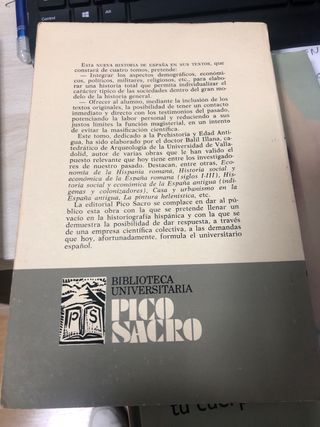 Esta NUEVA HISTORIA DE ESPAÑA EN SUS TEXTOS, que
constará de cuatro tomos, pretende:
— Integrar los aspectos demográficos, económi-
cos, políticos, militares, religiosos, etc., para elabo-
rar una historia total que permita individualizar el
carácter típico de las sociedades dentro del gran mo-
delo de la historia general.
— Ofrecer al alumno, mediante la inclusión de los
textos originales, la posibilidad de tener un contacto
inmediato y directo con los testimonios del pasado,
potenciando la labor personal y reduciendo a sus
justos límites la función magisterial, en un intento
de evitar la masificación científica.
Este tomo, dedicado a la Prehistoria y Edad Anti-
gua, ha sido elaborado por el doctor Balil Illana, ca-
tedrático de Arqueología de la Universidad de Valla-
dolid, autor de varias obras que le han valido el
puesto relevante que hoy tiene entre los investigado-
res de nuestro pasado. Destacan, entre otras, Eco-
nomía de la Hispania romana, Historia social y
económica de la España romana (siglos I-III), His-
toria social y económica de la España antigua (indí-
genas y colonizadores), Casa y urbanismo en la
España antigua, La pintura helenística, etc.
La editorial Pico Sacro se complace en dar al pú-
blico esta obra con la que se pretende llenar un
vacío en la historiografía hispánica y con la que se
demuestra la posibilidad de dar respuesta, a través
de una empresa científica colectiva, a las demandas
que hoy, afortunadamente, formula el universitario
español.
BIBLIOTECA
UNIVERSITARIA
PICO
SACRO
P S
tu cuerp